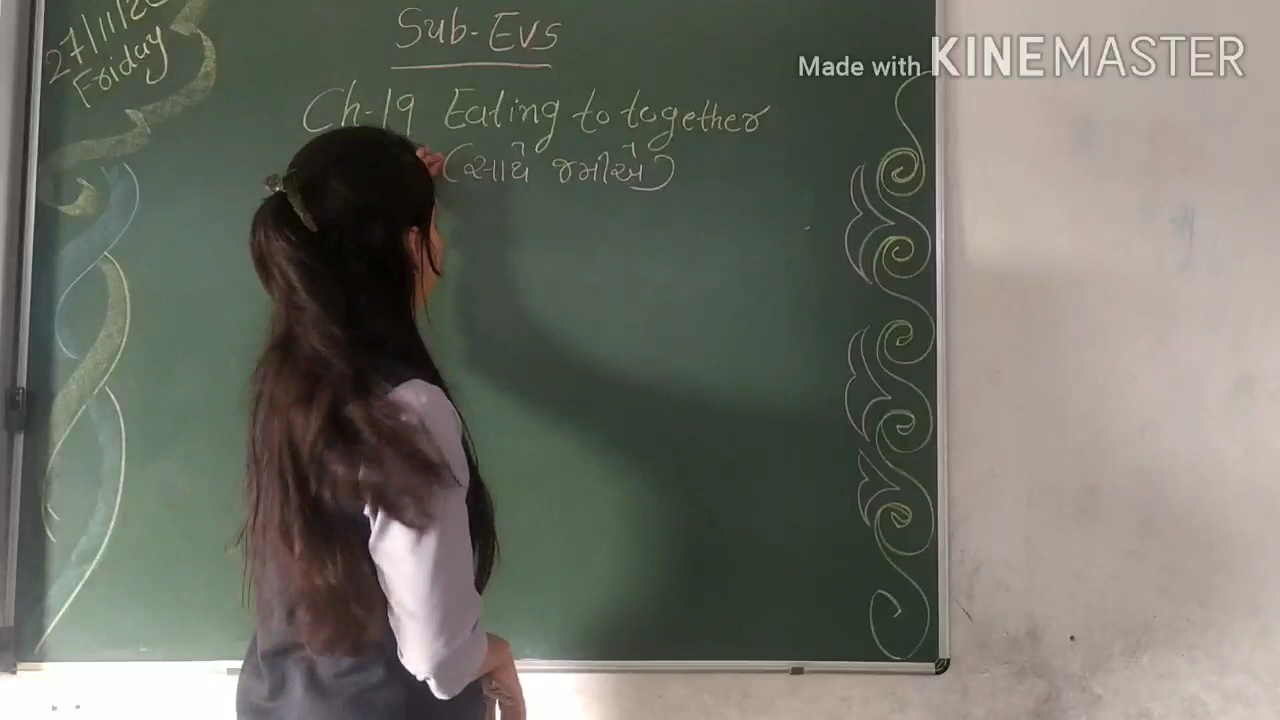 27/11/20
Friday
Sub-EVS
Made with KINEMASTER
Ch-19 Eating to together
(સાથે જમીએ)